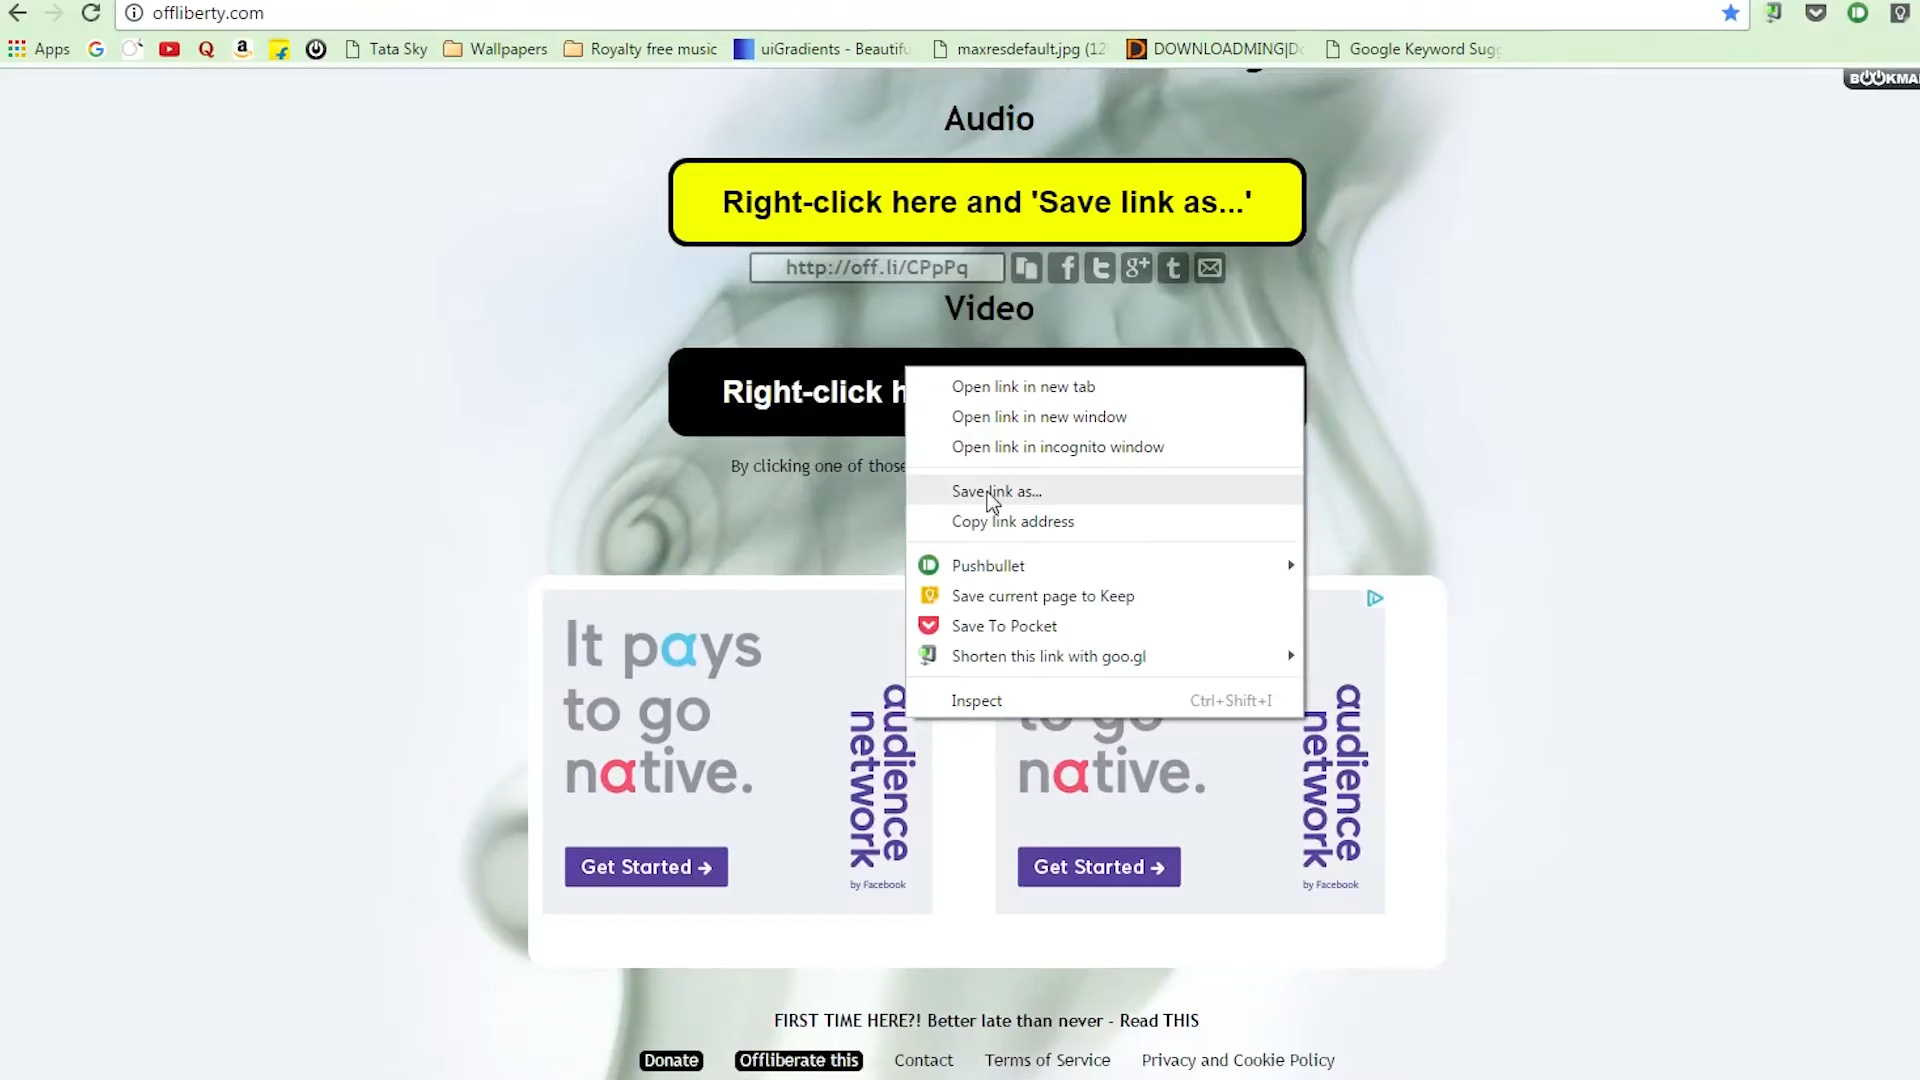 offliberty.com
Apps
Tata Sky
Wallpapers
Royalty free music
uiGradients - Beautifu
maxresdefault.jpg (12
DOWNLOADMING|Do
Google Keyword Sugg
BOOKMA
Audio
Right-click here and 'Save link as...'
http://off.li/CPpPq
Video
Right-click h
By clicking one of those
Open link in new tab
Open link in new window
Open link in incognito window
Save link as...
Copy link address
Pushbullet
Save current page to Keep
Save To Pocket
Shorten this link with goo.gl
Inspect Ctrl+Shift+I
It pays
to go
native.
audience
network
by Facebook
Get Started →
to go
native.
audience
network
by Facebook
Get Started →
FIRST TIME HERE?! Better late than never - Read THIS
Donate
Offliberate this
Contact
Terms of Service
Privacy and Cookie Policy